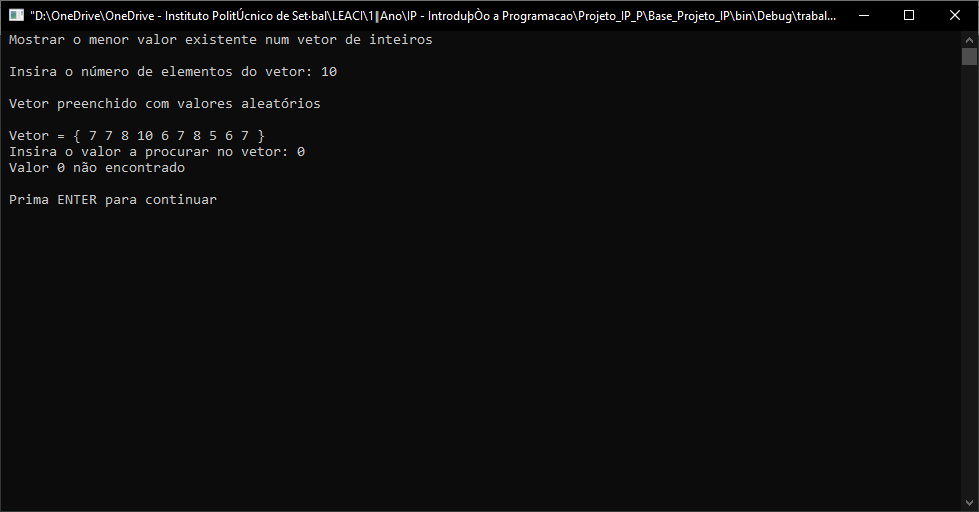 "D:\OneDrive\OneDrive - Instituto PolitÚcnico de Set·bal\LEACI\1║Ano\IP - IntroduþÒo a Programacao\Projeto_IP_P\Base_Projeto_IP\bin\Debug\trabal...
Mostrar o menor valor existente num vetor de inteiros
Insira o número de elementos do vetor: 10
Vetor preenchido com valores aleatórios
Vetor = { 7 7 8 10 6 7 8 5 6 7 }
Insira o valor a procurar no vetor: 0
Valor 0 não encontrado
Prima ENTER para continuar